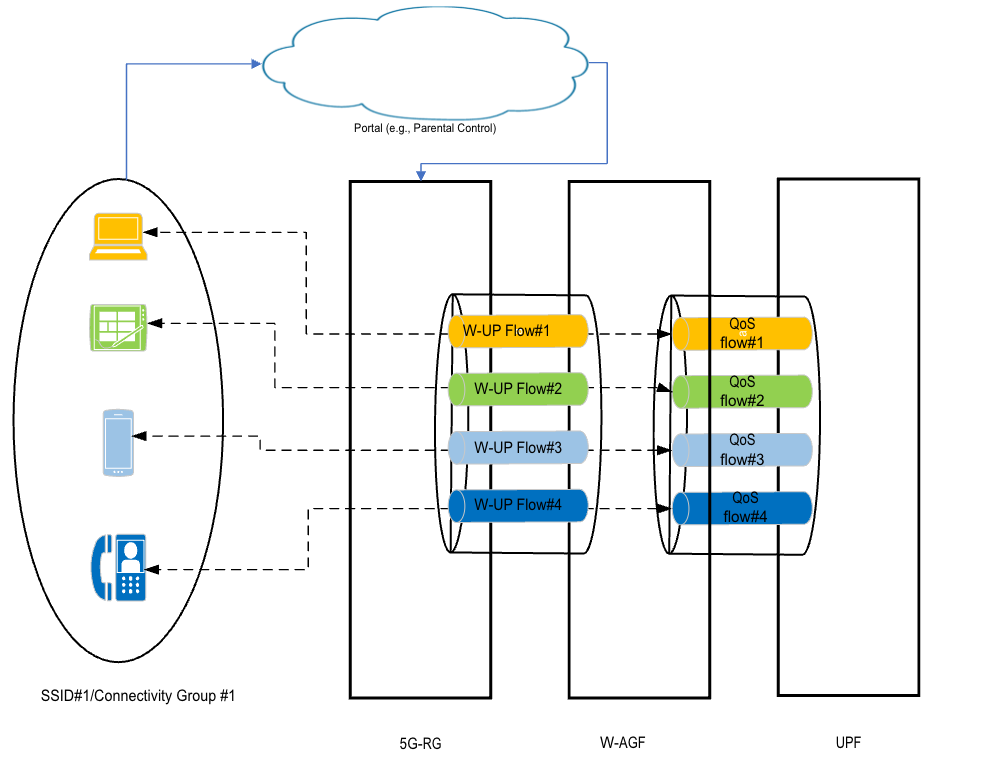 Portal (e.g., Parental Control)
W-UP Flow#1
QoS
flow#1
W-UP Flow#2
QoS
flow#2
W-UP Flow#3
QoS
flow#3
W-UP Flow#4
QoS
flow#4
SSID#1/Connectivity Group #1
5G-RG
W-AGF
UPF